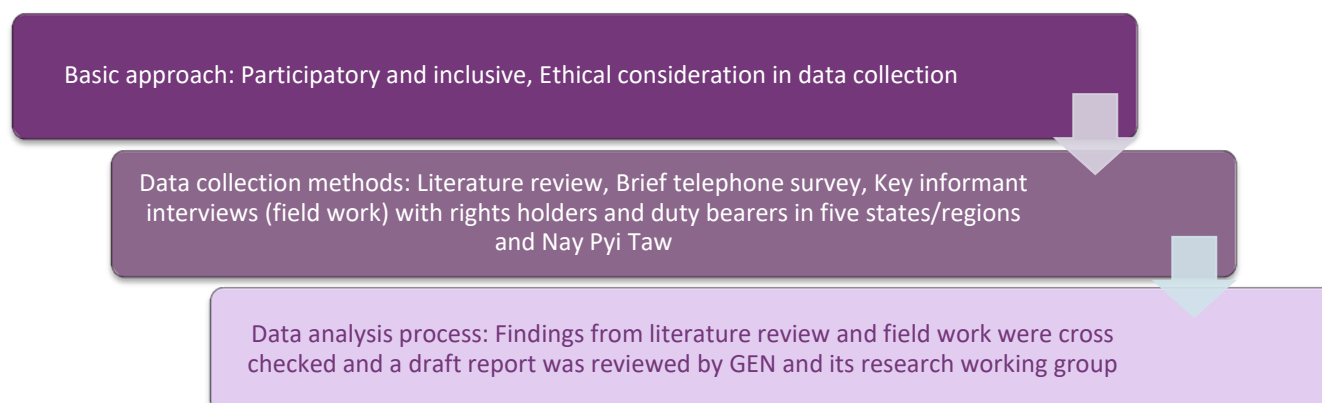 Basic approach: Participatory and inclusive, Ethical consideration in data collection
Data collection methods: Literature review, Brief telephone survey, Key informant
interviews (field work) with rights holders and duty bearers in five states/regions
and Nay Pyi Taw
Data analysis process: Findings from literature review and field work were cross
checked and a draft report was reviewed by GEN and its research working group